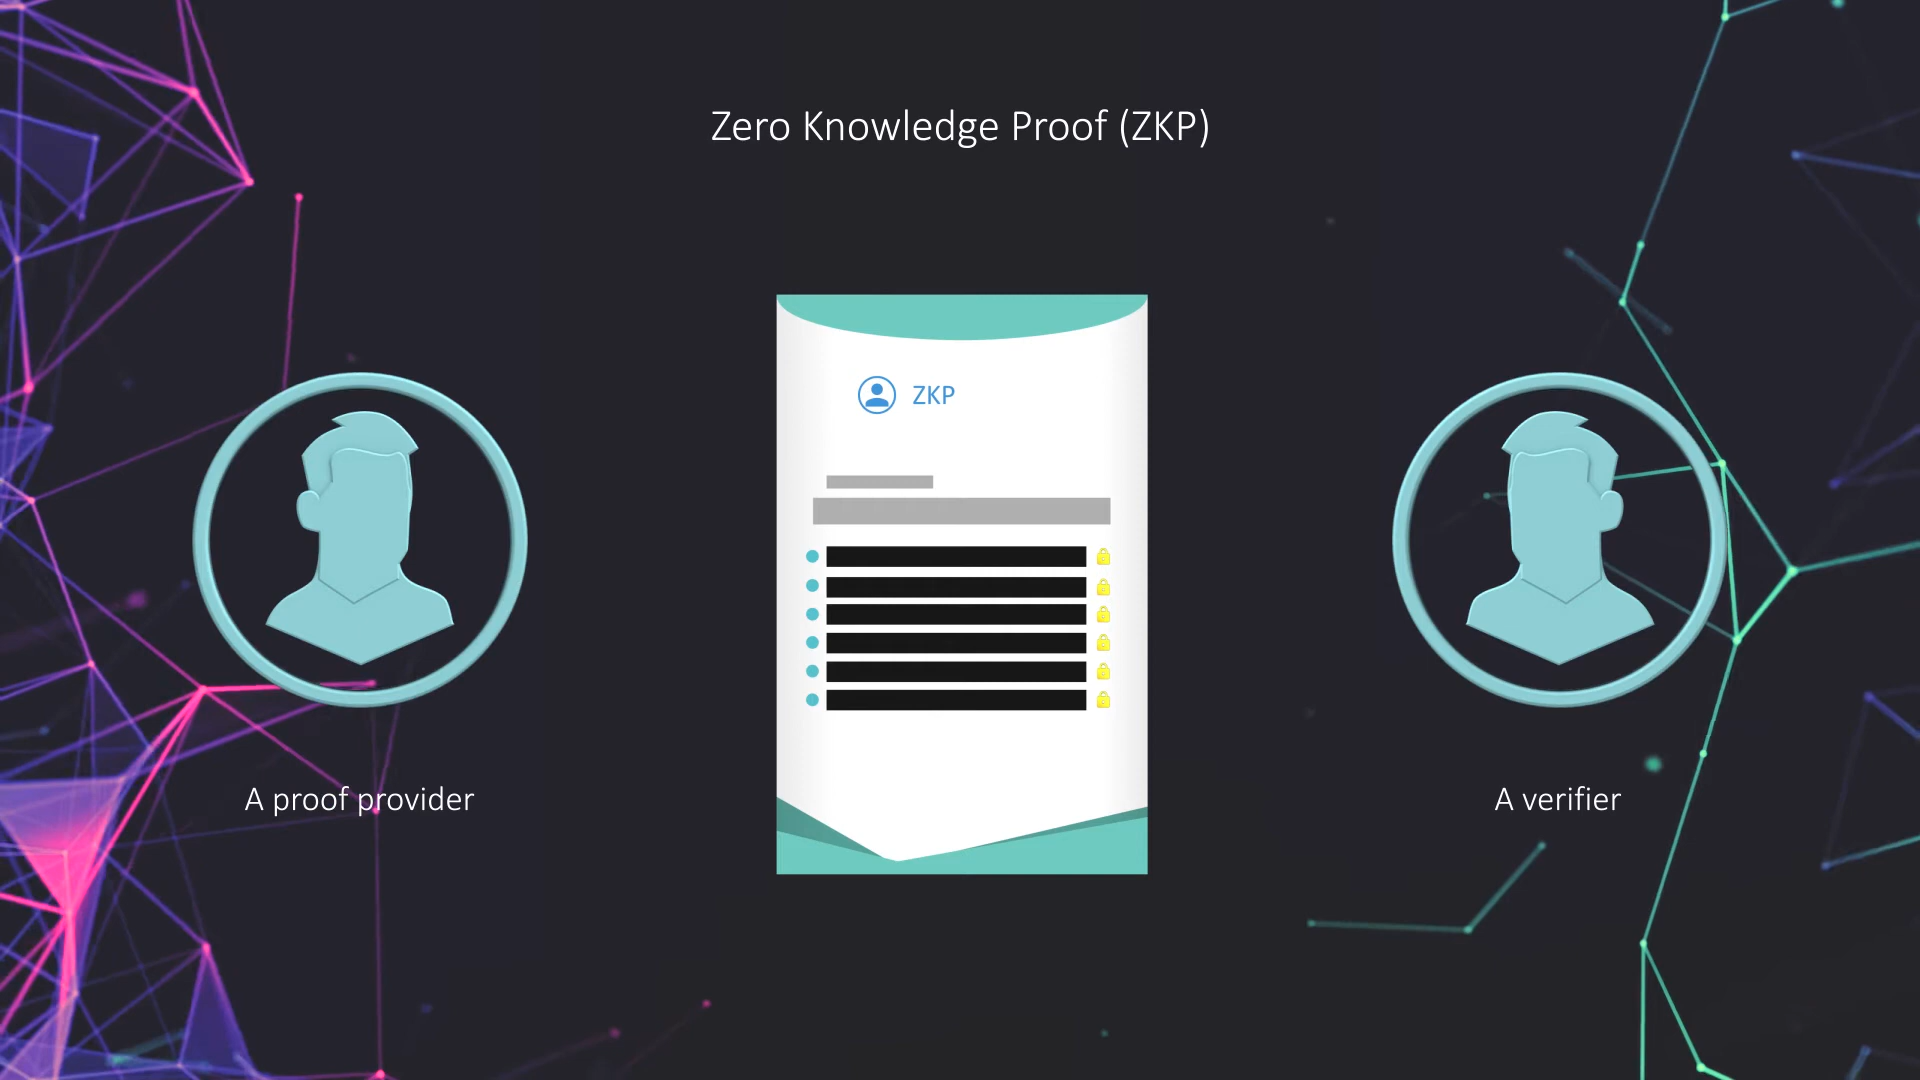 Zero Knowledge Proof (ZKP)
ZKP
A proof provider
A verifier